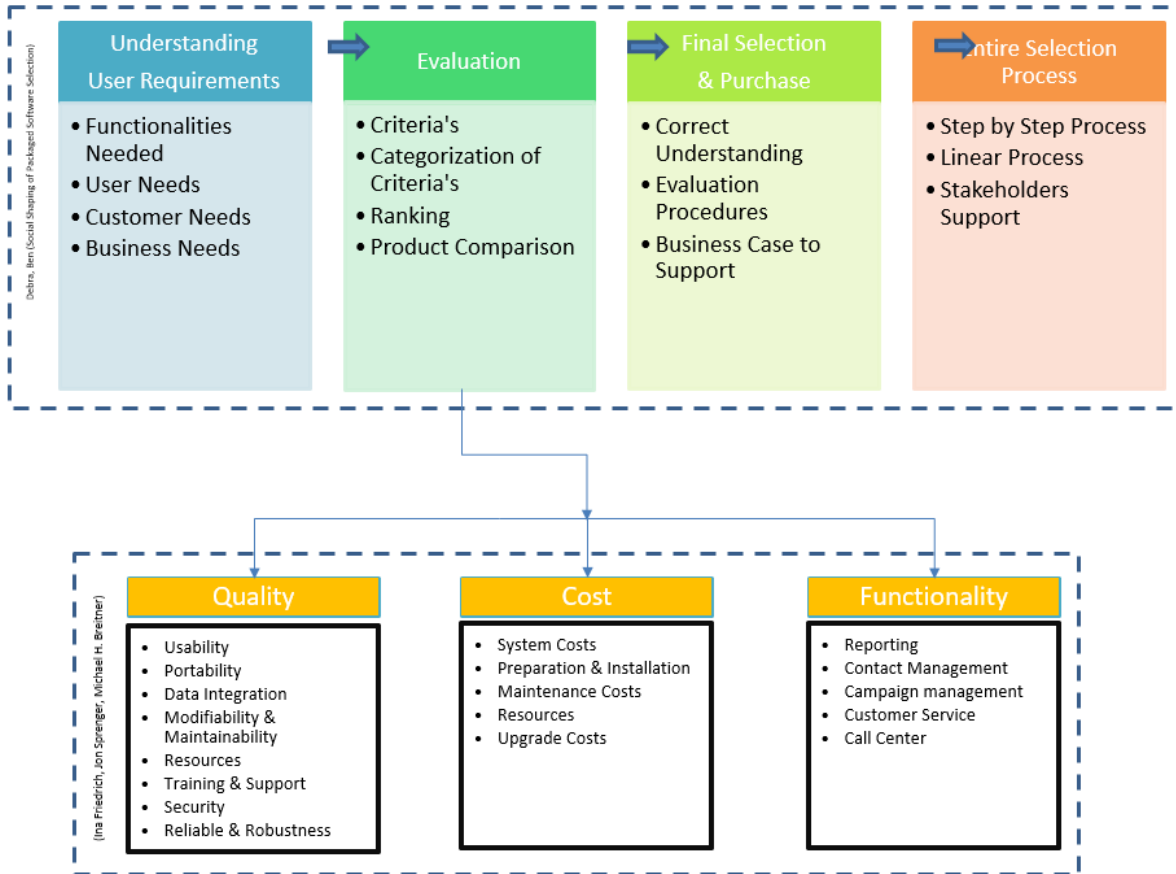 Debra, Ben (Social Shaping of Packaged Software Selection)
Understanding
User Requirements
• Functionalities
Needed
• User Needs
• Customer Needs
• Business Needs
Evaluation
• Criteria's
• Categorization of
Criteria's
• Ranking
• Product Comparison
Final Selection
& Purchase
• Correct
Understanding
• Evaluation
Procedures
• Business Case to
Support
Entire Selection
Process
• Step by Step Process
• Linear Process
• Stakeholders
Support
(Ina Friedrich, Jon Sprenger, Michael H. Breitner)
Quality
• Usability
• Portability
• Data Integration
• Modifiability &
Maintainability
• Resources
• Training & Support
• Security
• Reliable & Robustness
Cost
• System Costs
• Preparation & Installation
• Maintenance Costs
• Resources
• Upgrade Costs
Functionality
• Reporting
• Contact Management
• Campaign management
• Customer Service
• Call Center